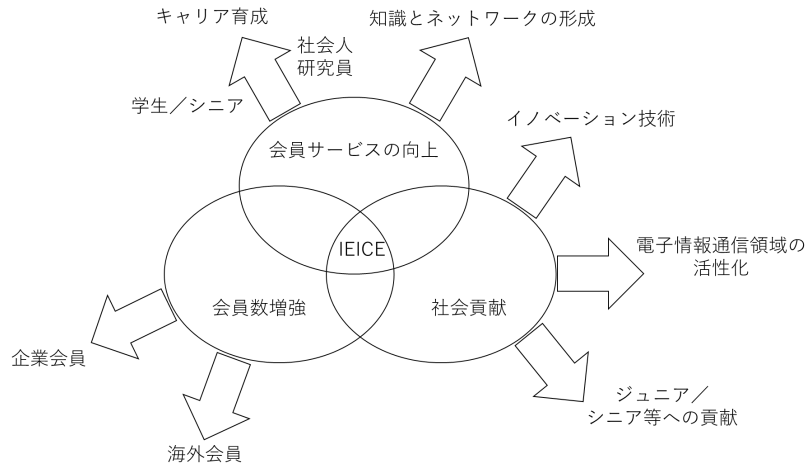 キャリア育成
知識とネットワークの形成
社会人
研究員
学生／シニア
イノベーション技術
会員サービスの向上
IEICE
電子情報通信領域の
活性化
会員数増強
社会貢献
企業会員
ジュニア／
シニア等への貢献
海外会員